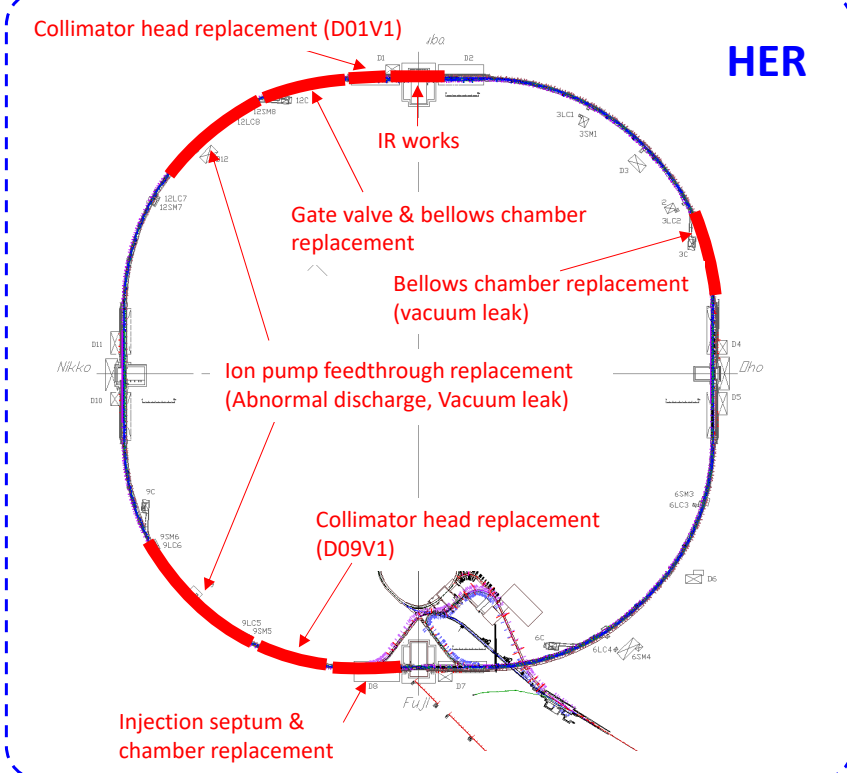 Collimator head replacement (D01V1)
HER
D1
D2
12C
12SM8
12LC8
IR works
3LC1
3SM1
D3
12LC7
12SM7
Gate valve & bellows chamber
replacement
3LC2
3C
Bellows chamber replacement
(vacuum leak)
D11
D4
Nikko
Oho
Ion pump feedthrough replacement
(Abnormal discharge, Vacuum leak)
D10
D5
9C
6SM3
6LC3
Collimator head replacement
(D09V1)
9SM6
9LC6
D6
9LC5
9SM5
6C
6LC4
6SM4
D8
D7
Fuji
Injection septum &
chamber replacement